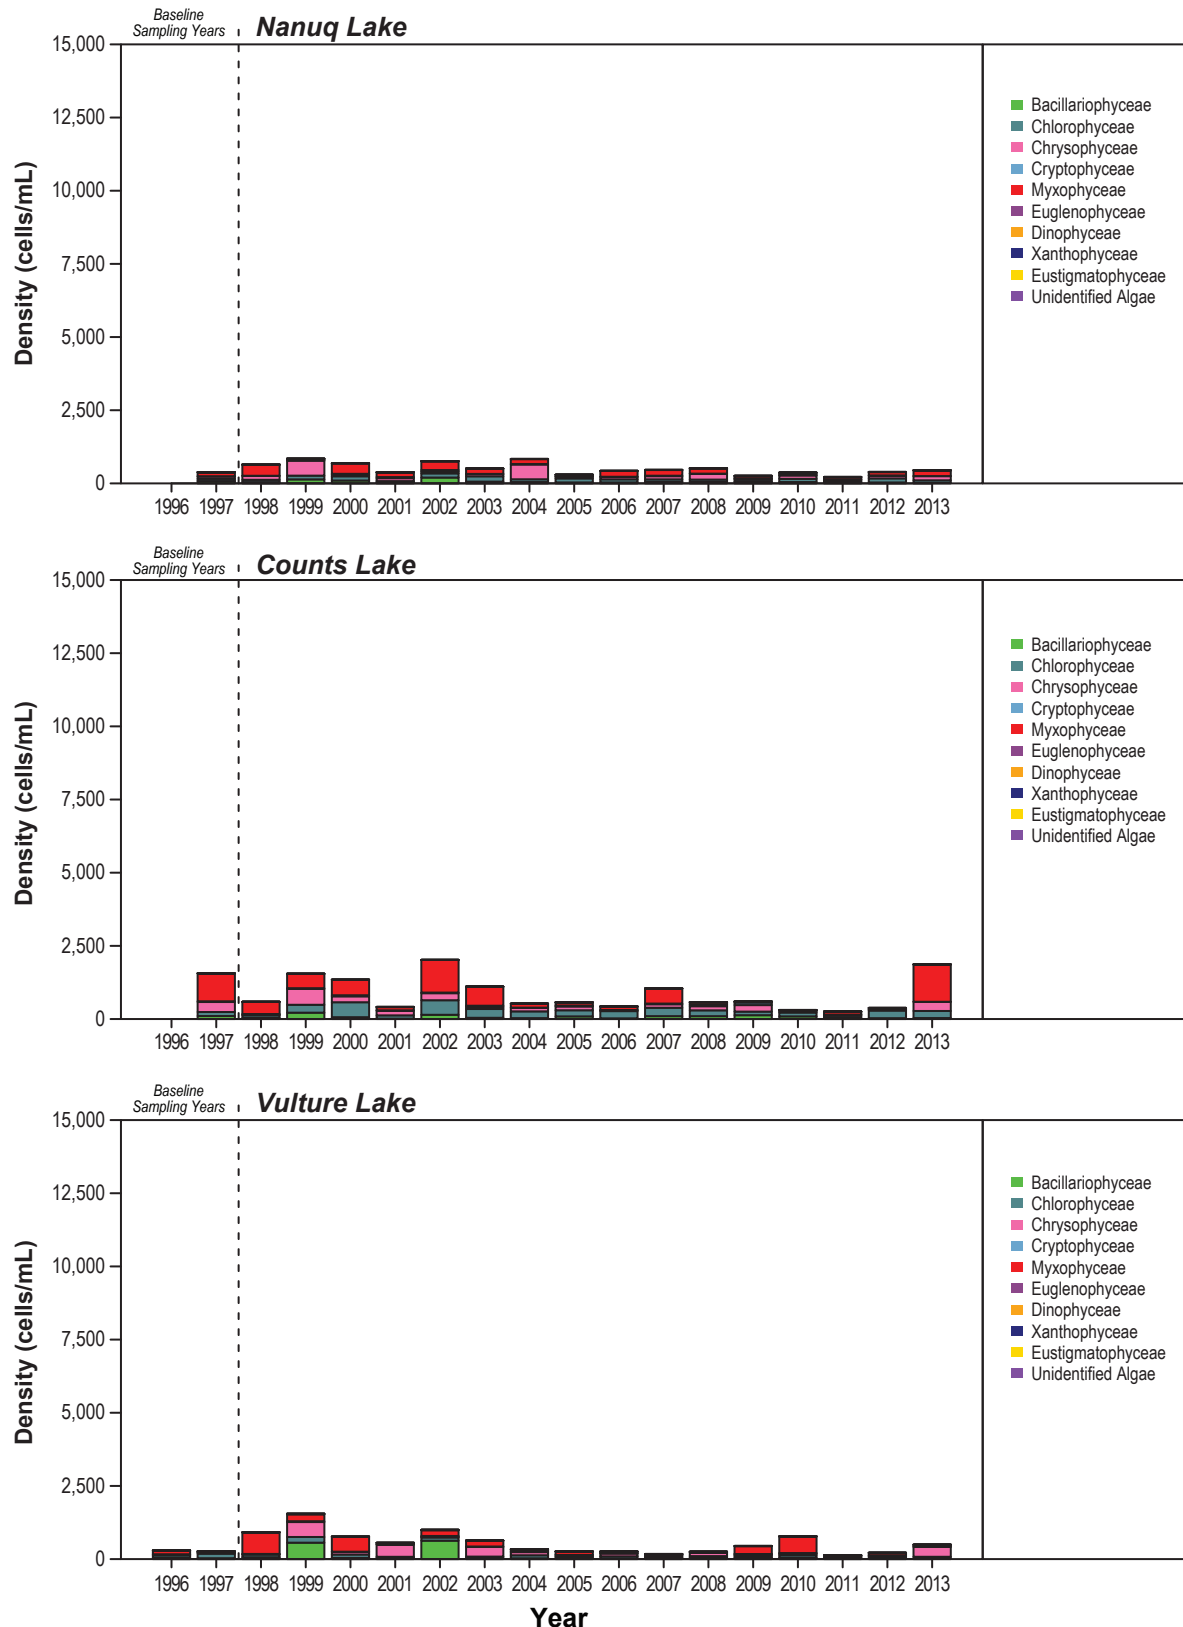 Baseline
Sampling Years
Nanuq Lake
15,000
12,500
10,000
7,500
5,000
2,500
0
Density (cells/mL)
1996 1997 1998 1999 2000 2001 2002 2003 2004 2005 2006 2007 2008 2009 2010 2011 2012 2013
Bacillariophyceae
Chlorophyceae
Chrysophyceae
Cryptophyceae
Myxophyceae
Euglenophyceae
Dinophyceae
Xanthophyceae
Eustigmatophyceae
Unidentified Algae
Baseline
Sampling Years
Counts Lake
15,000
12,500
10,000
7,500
5,000
2,500
0
Density (cells/mL)
1996 1997 1998 1999 2000 2001 2002 2003 2004 2005 2006 2007 2008 2009 2010 2011 2012 2013
Bacillariophyceae
Chlorophyceae
Chrysophyceae
Cryptophyceae
Myxophyceae
Euglenophyceae
Dinophyceae
Xanthophyceae
Eustigmatophyceae
Unidentified Algae
Baseline
Sampling Years
Vulture Lake
15,000
12,500
10,000
7,500
5,000
2,500
0
Density (cells/mL)
1996 1997 1998 1999 2000 2001 2002 2003 2004 2005 2006 2007 2008 2009 2010 2011 2012 2013
Year
Bacillariophyceae
Chlorophyceae
Chrysophyceae
Cryptophyceae
Myxophyceae
Euglenophyceae
Dinophyceae
Xanthophyceae
Eustigmatophyceae
Unidentified Algae